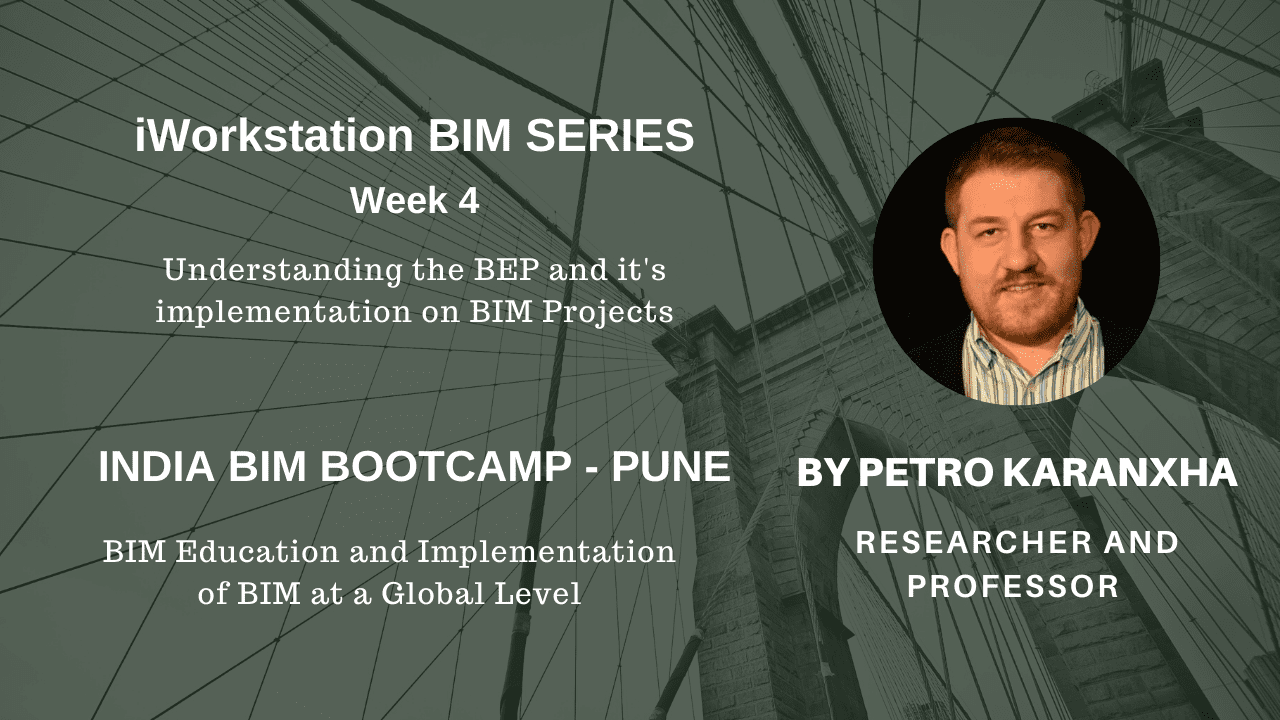 iWorkstation BIM SERIES
Week 4
Understanding the BEP and it's
implementation on BIM Projects
INDIA BIM BOOTCAMP - PUNE
BIM Education and Implementation
of BIM at a Global Level
BY PETRO KARANXHA
RESEARCHER AND
PROFESSOR